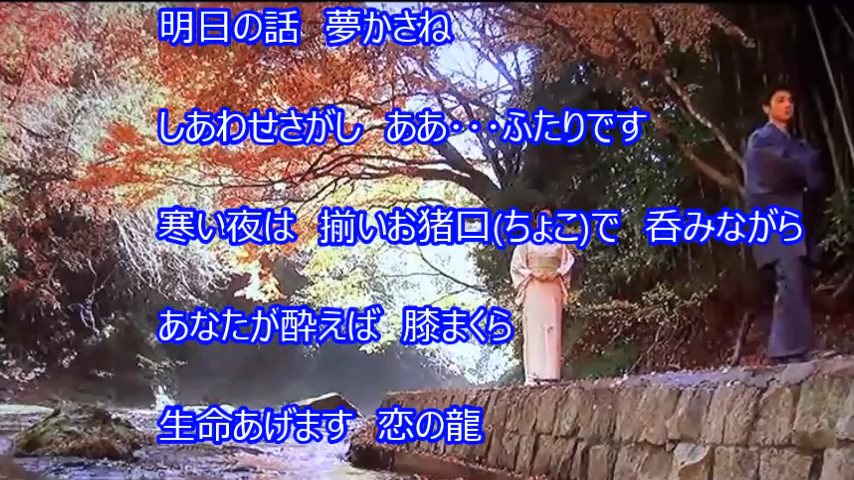 明日の話　夢かさね
しあわせさがし　ああ・・・ふたりです
寒い夜は　揃いお猪口(ちょこ)で　呑みながら
あなたが酔えば　膝まくら
生命あげます　恋の龍